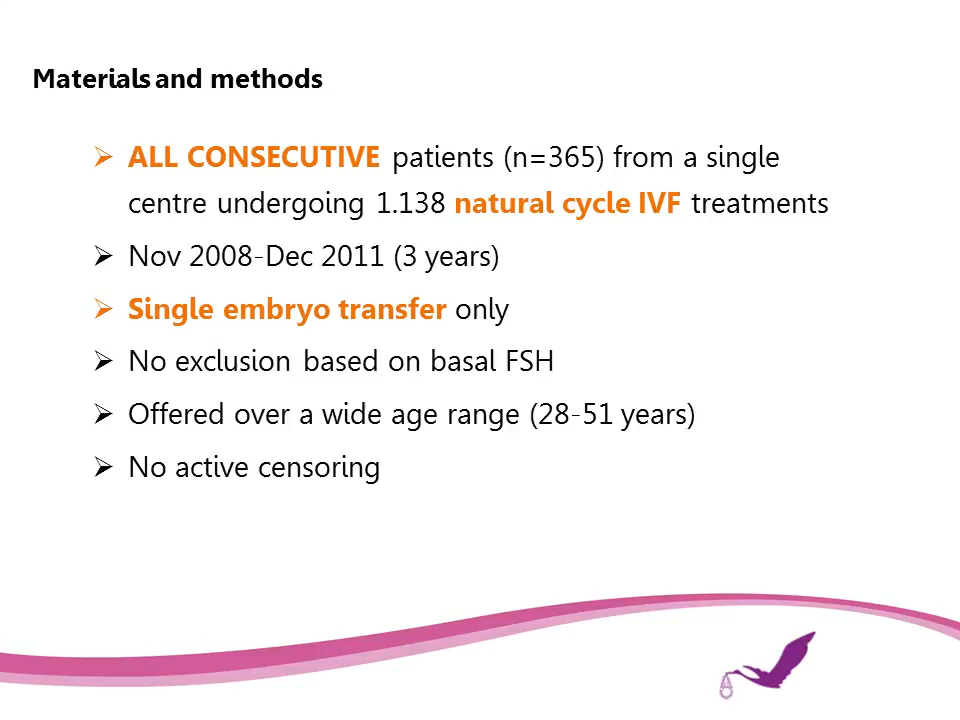 Materials and methods
ALL CONSECUTIVE patients (n=365) from a single
centre undergoing 1.138 natural cycle IVF treatments
Nov 2008-Dec 2011 (3 years)
Single embryo transfer only
No exclusion based on basal FSH
Offered over a wide age range (28-51 years)
No active censoring